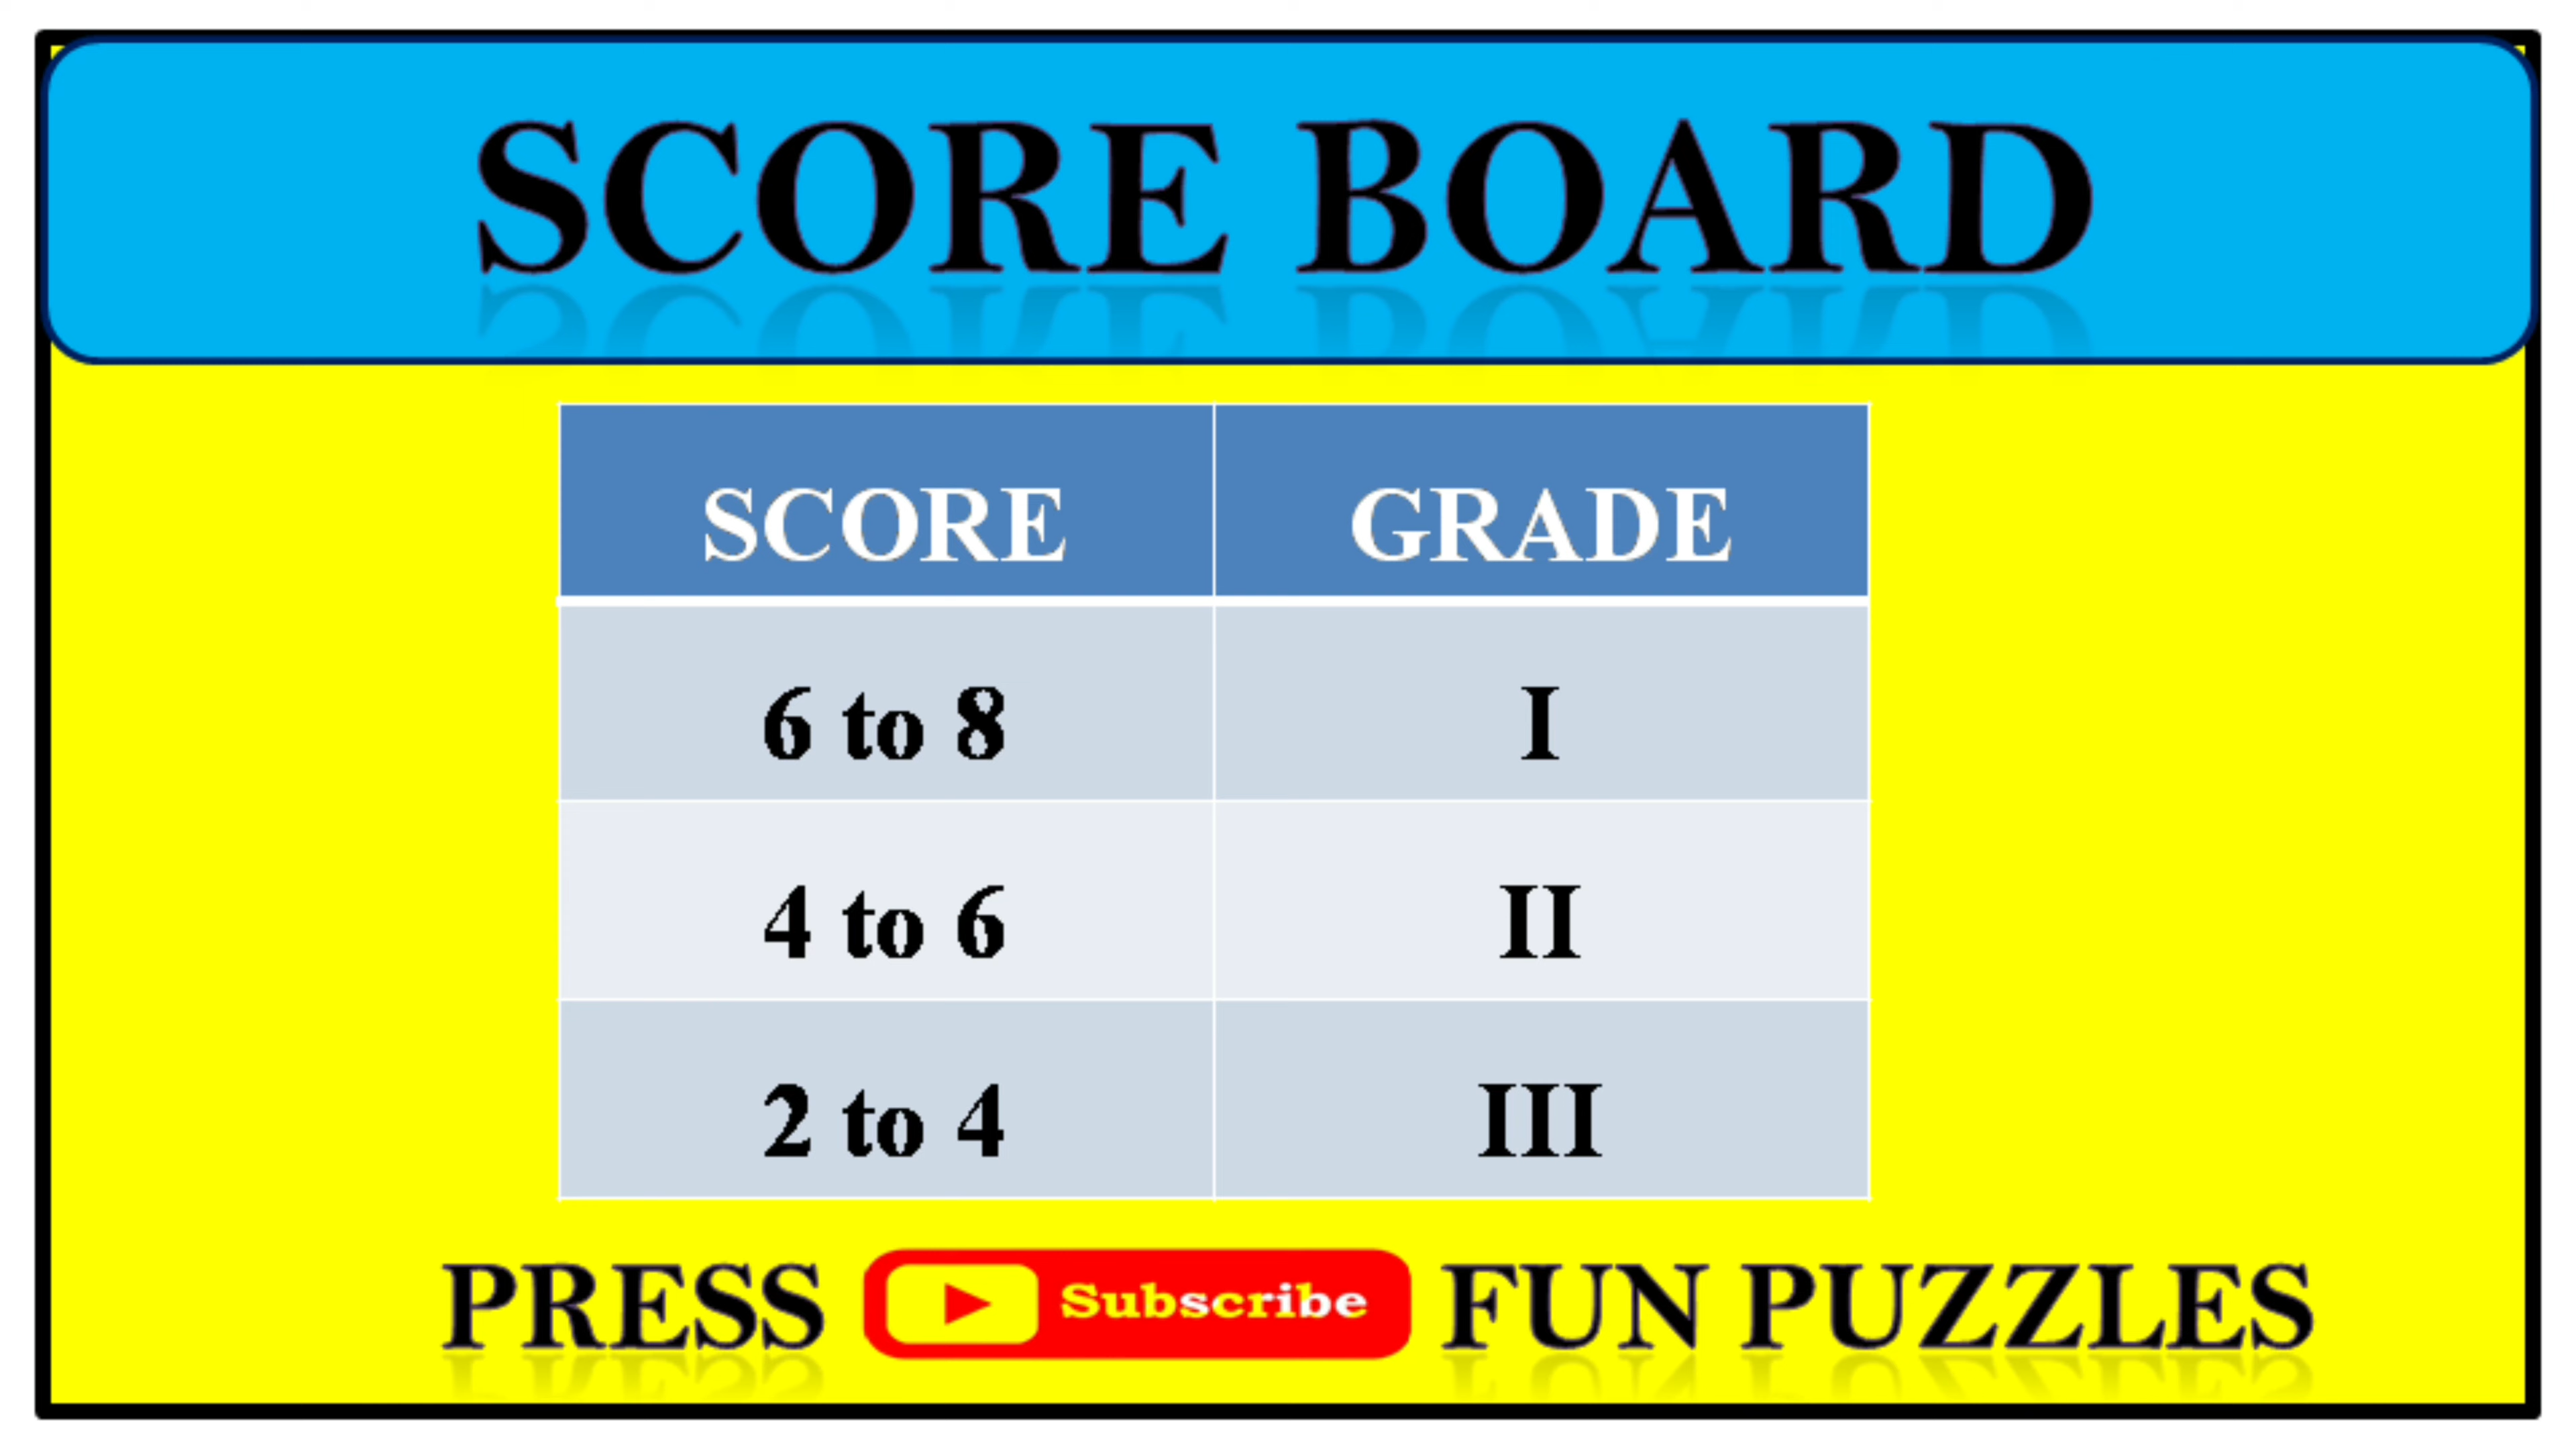 SCORE BOARD
SCORE GRADE
6 to 8 I
4 to 6 II
2 to 4 III
PRESS Subscribe FUN PUZZLES